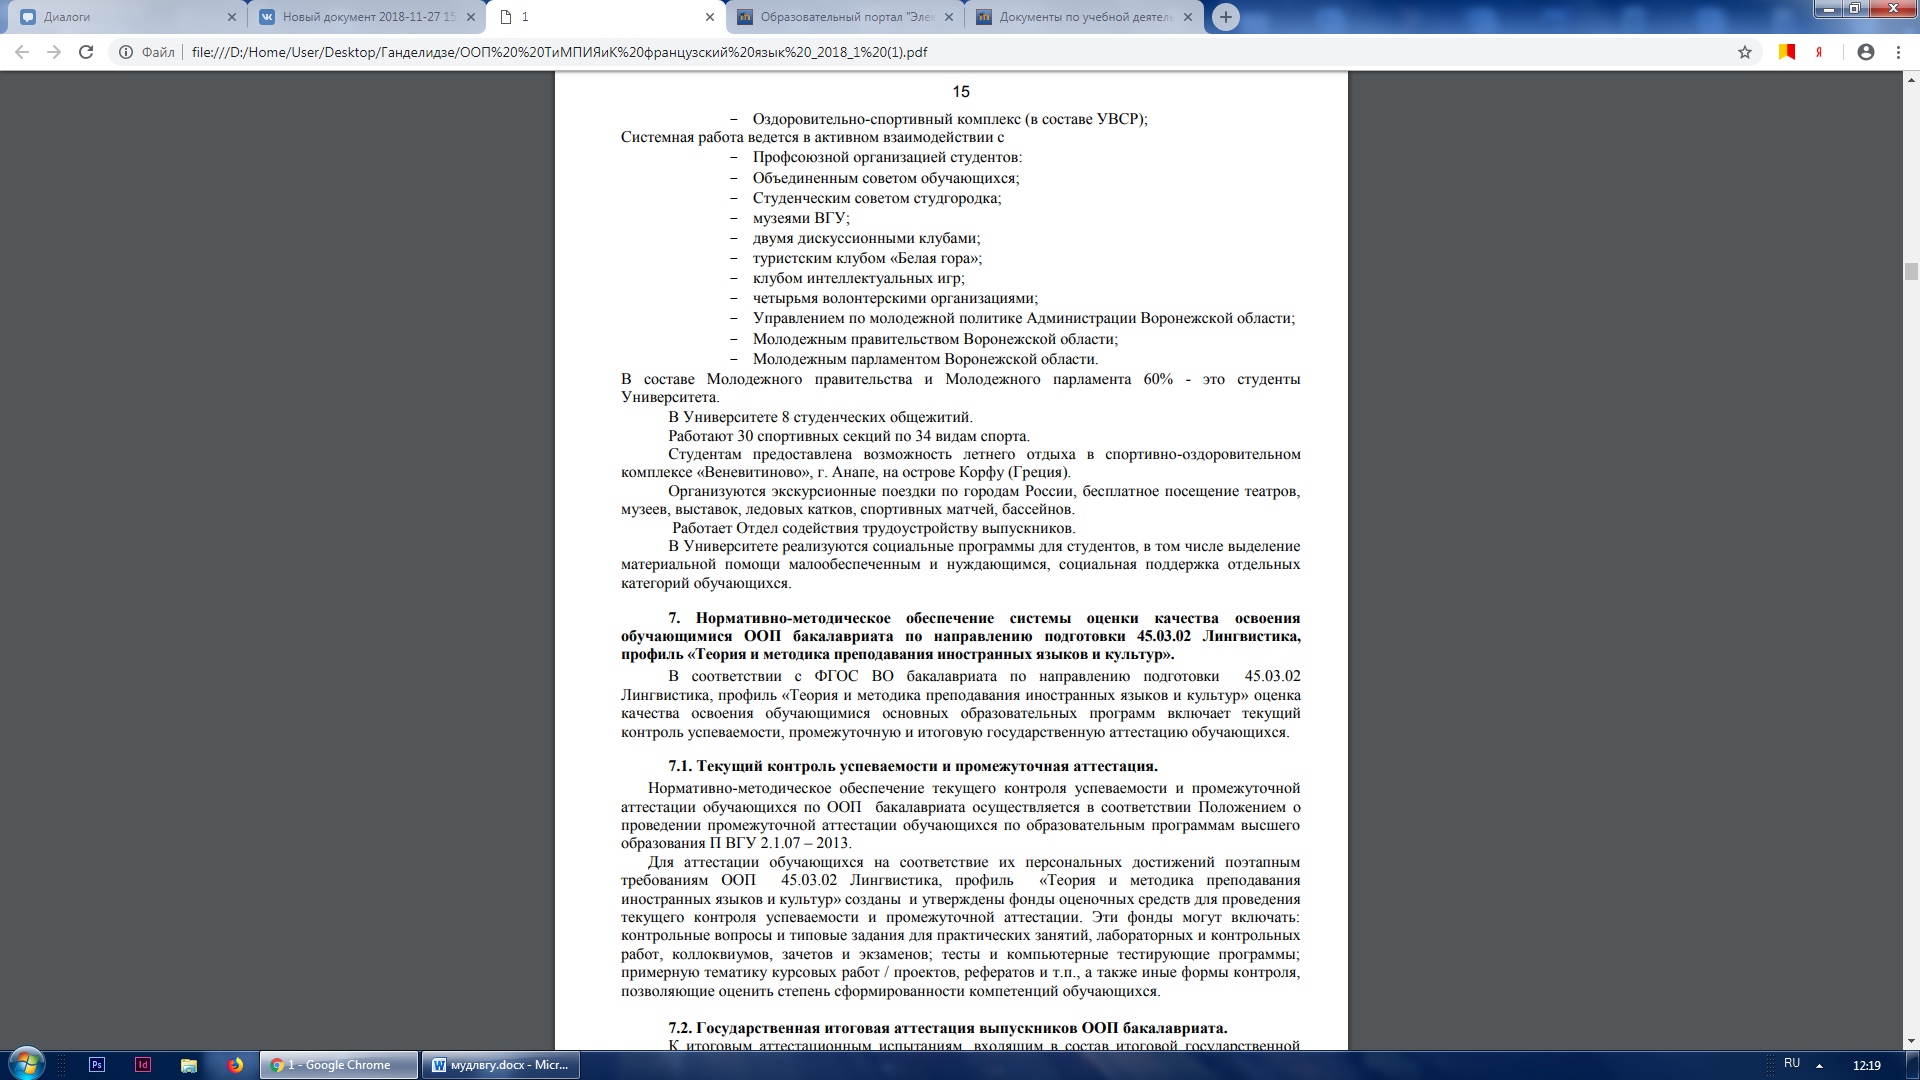 Диалоги
Новый документ 2018-11-27 15
1
Образовательный портал "Элек
Документы по учебной деятель
Файл
file:///D:/Home/User/Desktop/Ганделидзе/ООП%20%20ТиМПИЯиК%20французский%20язык%20_2018_1%20(1).pdf
15
− Оздоровительно-спортивный комплекс (в составе УВСР);
Системная работа ведется в активном взаимодействии с
− Профсоюзной организацией студентов:
− Объединенным советом обучающихся;
− Студенческим советом студгородка;
− музеями ВГУ;
− двумя дискуссионными клубами;
− туристским клубом «Белая гора»;
− клубом интеллектуальных игр;
− четырьмя волонтерскими организациями;
− Управлением по молодежной политике Администрации Воронежской области;
− Молодежным правительством Воронежской области;
− Молодежным парламентом Воронежской области.
В составе Молодежного правительства и Молодежного парламента 60% - это студенты
Университета.
В Университете 8 студенческих общежитий.
Работают 30 спортивных секций по 34 видам спорта.
Студентам предоставлена возможность летнего отдыха в спортивно-оздоровительном
комплексе «Веневитиново», г. Анапе, на острове Корфу (Греция).
Организуются экскурсионные поездки по городам России, бесплатное посещение театров,
музеев, выставок, ледовых катков, спортивных матчей, бассейнов.
Работает Отдел содействия трудоустройству выпускников.
В Университете реализуются социальные программы для студентов, в том числе выделение
материальной помощи малообеспеченным и нуждающимся, социальная поддержка отдельных
категорий обучающихся.
7. Нормативно-методическое обеспечение системы оценки качества освоения
обучающимися ООП бакалавриата по направлению подготовки 45.03.02 Лингвистика,
профиль «Теория и методика преподавания иностранных языков и культур».
В соответствии с ФГОС ВО бакалавриата по направлению подготовки 45.03.02
Лингвистика, профиль «Теория и методика преподавания иностранных языков и культур» оценка
качества освоения обучающимися основных образовательных программ включает текущий
контроль успеваемости, промежуточную и итоговую государственную аттестацию обучающихся.
7.1. Текущий контроль успеваемости и промежуточная аттестация.
Нормативно-методическое обеспечение текущего контроля успеваемости и промежуточной
аттестации обучающихся по ООП бакалавриата осуществляется в соответствии Положением о
проведении промежуточной аттестации обучающихся по образовательным программам высшего
образования П ВГУ 2.1.07 – 2013.
Для аттестации обучающихся на соответствие их персональных достижений поэтапным
требованиям ООП 45.03.02 Лингвистика, профиль «Теория и методика преподавания
иностранных языков и культур» созданы и утверждены фонды оценочных средств для проведения
текущего контроля успеваемости и промежуточной аттестации. Эти фонды могут включать:
контрольные вопросы и типовые задания для практических занятий, лабораторных и контрольных
работ, коллоквиумов, зачетов и экзаменов; тесты и компьютерные тестирующие программы;
примерную тематику курсовых работ / проектов, рефератов и т.п., а также иные формы контроля,
позволяющие оценить степень сформированности компетенций обучающихся.
7.2. Государственная итоговая аттестация выпускников ООП бакалавриата.
К итоговым аттестационным испытаниям, входящим в состав итоговой государственной
Ps
Id
1 - Google Chrome
мудлвгу.docx - Micr...
RU
12:19